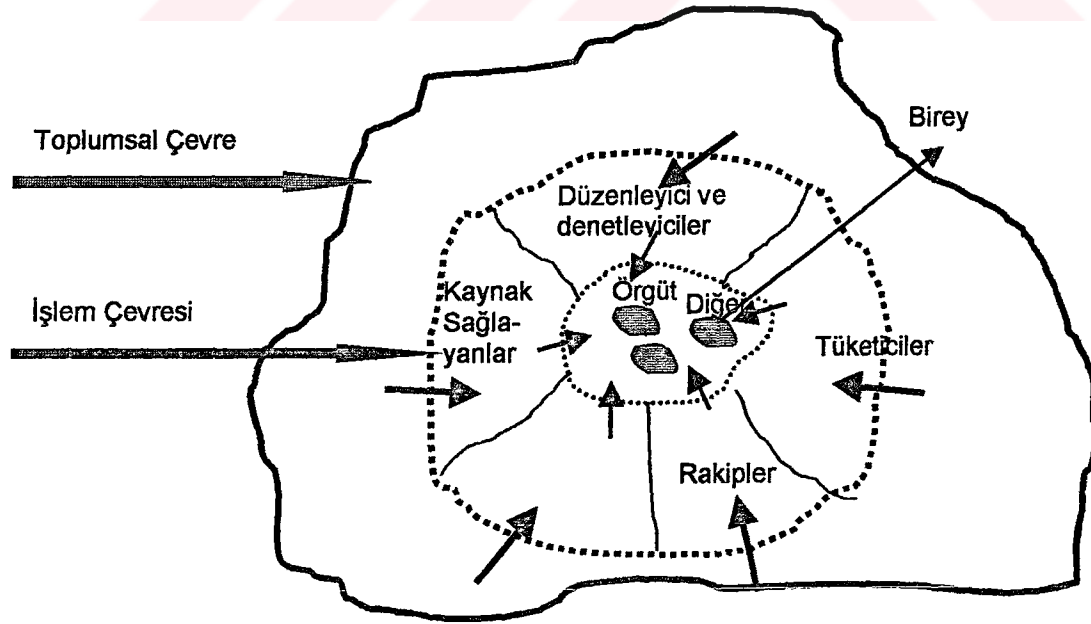 Toplumsal Çevre
Birey
Düzenleyici ve
denetleyiciler
İşlem Çevresi
Kaynak
Sağla-
yanlar
Örgüt
Diğer
Tüketiciler
Rakipler